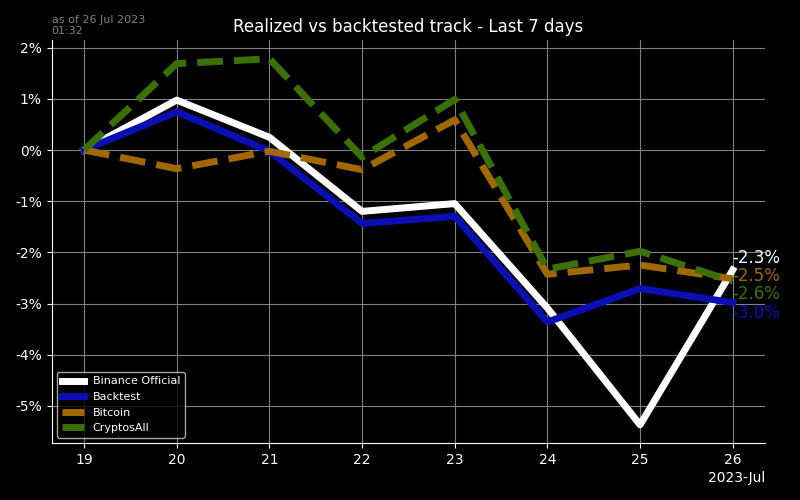 as of 26 Jul 2023
01:32
Realized vs backtested track - Last 7 days
2%
1%
0%
-1%
-2%
-3%
-4%
-5%
-2.3%
-2.5%
-2.6%
-3.0%
Binance Official
Backtest
Bitcoin
CryptosAll
19 20 21 22 23 24 25 26
2023-Jul